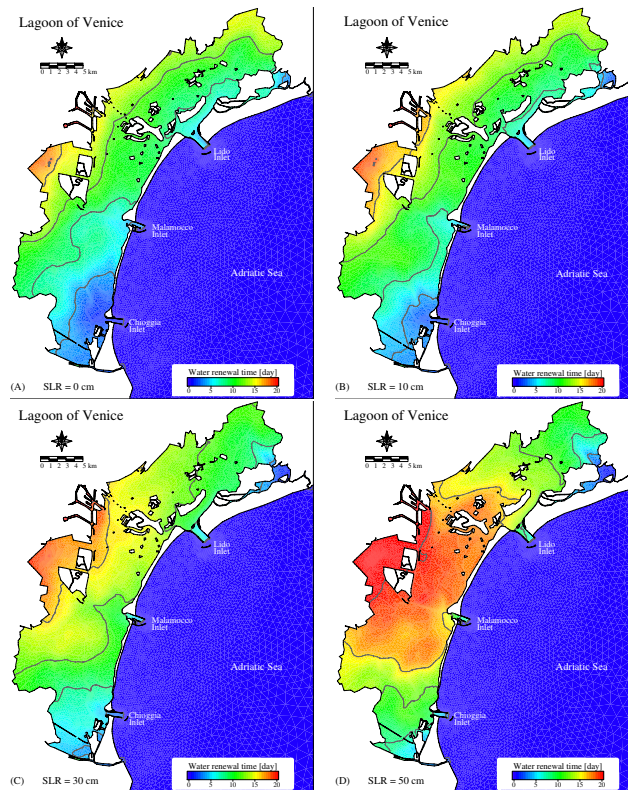 Lagoon of Venice
0 1 2 3 4 5 km
Lido
Inlet
Malamocco
Inlet
Adriatic Sea
Chioggia
Inlet
Water renewal time [day]
0 5 10 15 20
(A) SLR = 0 cm
Lagoon of Venice
0 1 2 3 4 5 km
Lido
Inlet
Malamocco
Inlet
Adriatic Sea
Chioggia
Inlet
Water renewal time [day]
0 5 10 15 20
(B) SLR = 10 cm
Lagoon of Venice
0 1 2 3 4 5 km
Lido
Inlet
Malamocco
Inlet
Adriatic Sea
Chioggia
Inlet
Water renewal time [day]
0 5 10 15 20
(C) SLR = 30 cm
Lagoon of Venice
0 1 2 3 4 5 km
Lido
Inlet
Malamocco
Inlet
Adriatic Sea
Chioggia
Inlet
Water renewal time [day]
0 5 10 15 20
(D) SLR = 50 cm